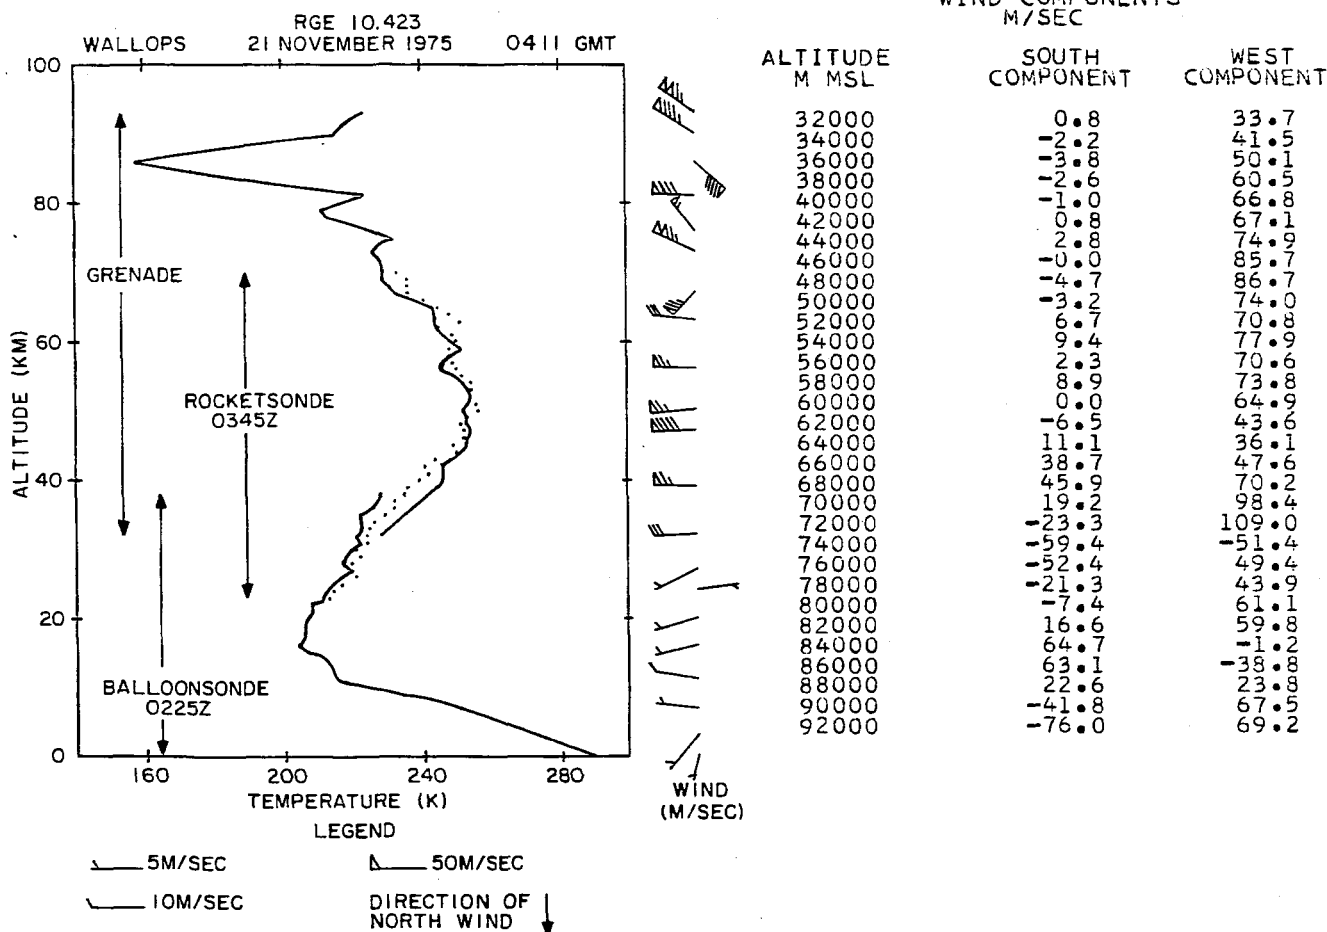 RGE 10.423
WALLOPS 21 NOVEMBER 1975 0411 GMT
100
80
60
40
20
0
ALTITUDE (KM)
GRENADE
ROCKETSONDE
0345Z
BALLOONSONDE
0225Z
160 200 240 280
TEMPERATURE (K)
WIND
(M/SEC)
LEGEND
5M/SEC 50M/SEC
10M/SEC DIRECTION OF
NORTH WIND
WIND COMPONENTS
M/SEC
ALTITUDE SOUTH WEST
M MSL COMPONENT COMPONENT
32000 0.8 33.7
34000 -2.2 41.5
36000 -3.8 50.1
38000 -2.6 60.5
40000 -1.0 66.8
42000 0.8 67.1
44000 2.8 74.9
46000 -0.0 85.7
48000 -4.7 86.7
50000 -3.2 74.0
52000 6.7 70.8
54000 9.4 77.9
56000 2.3 70.6
58000 8.9 73.8
60000 0.0 64.9
62000 -6.5 43.6
64000 11.1 36.1
66000 38.7 47.6
68000 45.9 70.2
70000 19.2 98.4
72000 -23.3 109.0
74000 -59.4 -51.4
76000 -52.4 49.4
78000 -21.3 43.9
80000 -7.4 61.1
82000 16.6 59.8
84000 64.7 -1.2
86000 63.1 -38.8
88000 22.6 23.8
90000 -41.8 67.5
92000 -76.0 69.2